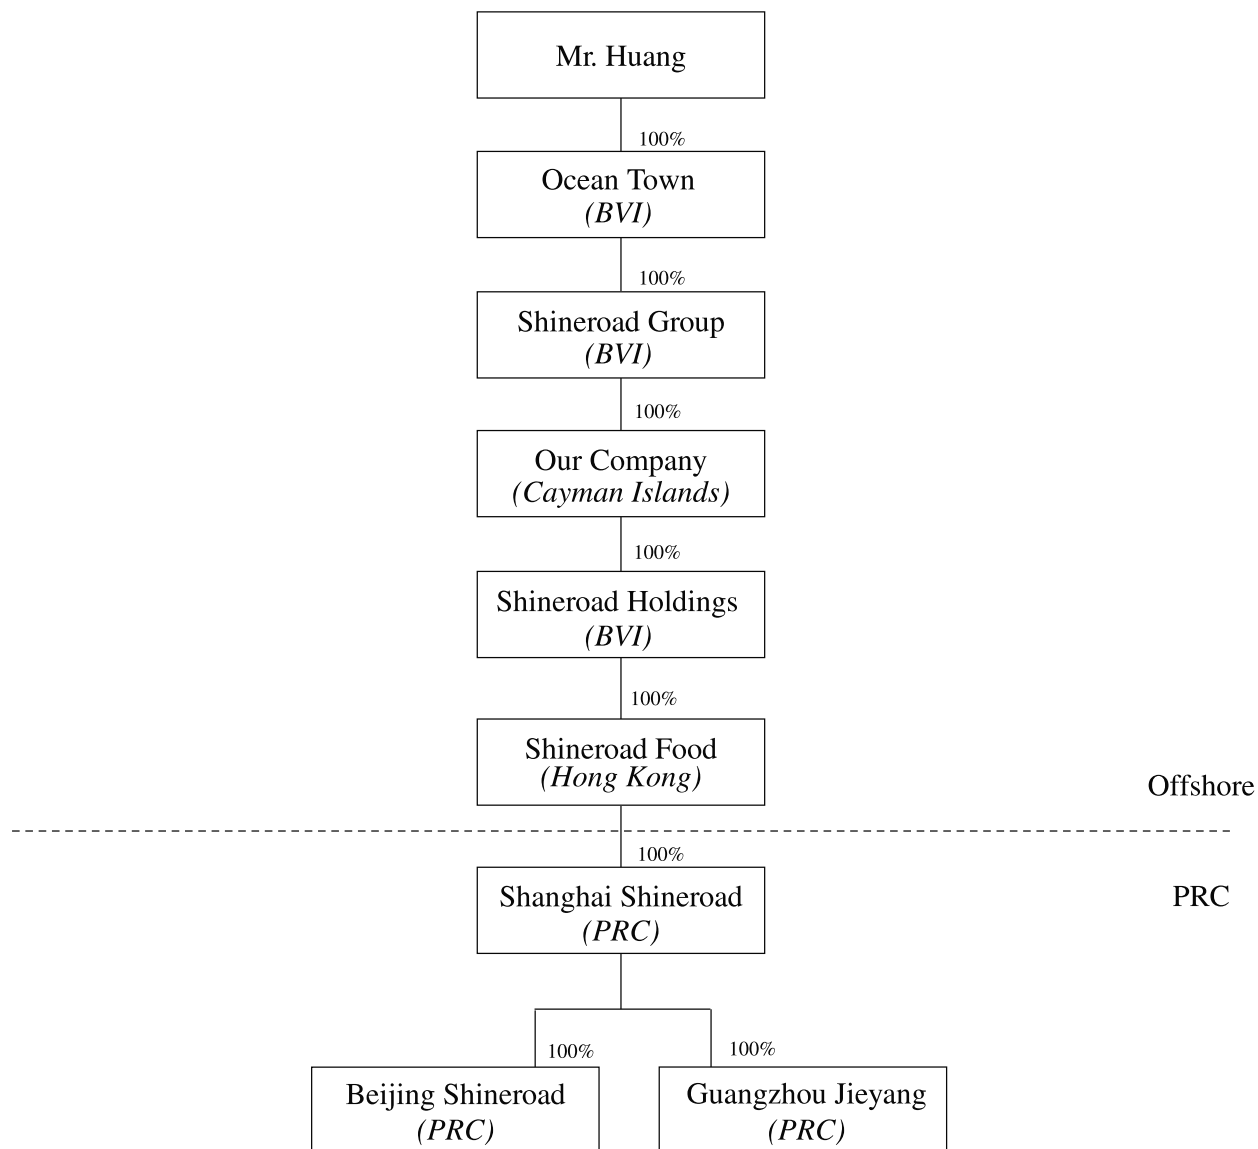 Mr. Huang
100%
Ocean Town
(BVI)
100%
Shineroad Group
(BVI)
100%
Our Company
(Cayman Islands)
100%
Shineroad Holdings
(BVI)
100%
Shineroad Food
(Hong Kong)
Offshore
100%
Shanghai Shineroad
(PRC)
PRC
100%
100%
Beijing Shineroad
(PRC)
Guangzhou Jieyang
(PRC)